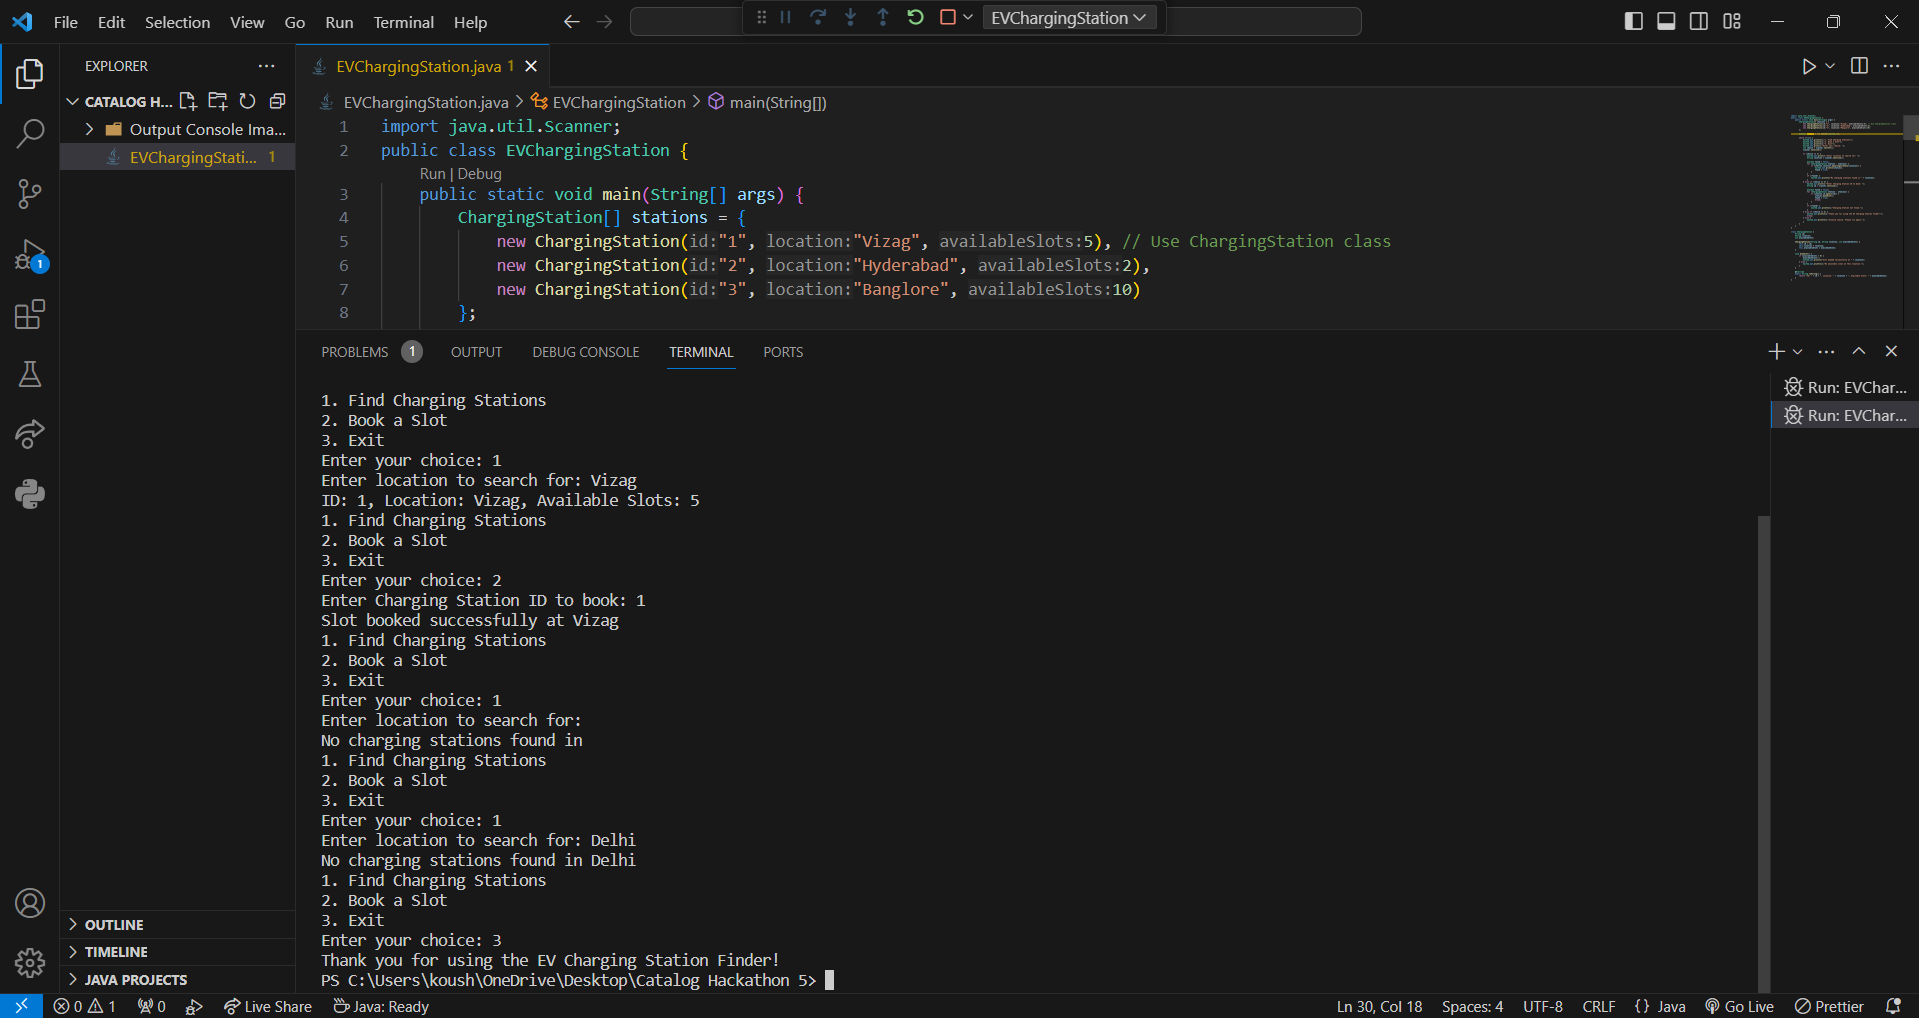 File Edit Selection View Go Run Terminal Help
EVChargingStation
EXPLORER
CATALOG H...
Output Console Ima...
EVChargingStati... 1
EVChargingStation.java 1
EVChargingStation.java > EVChargingStation > main(String[])
1 import java.util.Scanner;
2 public class EVChargingStation {
Run | Debug
3 public static void main(String[] args) {
4 ChargingStation[] stations = {
5 new ChargingStation(id:"1", location:"Vizag", availableSlots:5), // Use ChargingStation class
6 new ChargingStation(id:"2", location:"Hyderabad", availableSlots:2),
7 new ChargingStation(id:"3", location:"Banglore", availableSlots:10)
8 };
PROBLEMS 1 OUTPUT DEBUG CONSOLE TERMINAL PORTS
Run: EVChar...
Run: EVChar...
1. Find Charging Stations
2. Book a Slot
3. Exit
Enter your choice: 1
Enter location to search for: Vizag
ID: 1, Location: Vizag, Available Slots: 5
1. Find Charging Stations
2. Book a Slot
3. Exit
Enter your choice: 2
Enter Charging Station ID to book: 1
Slot booked successfully at Vizag
1. Find Charging Stations
2. Book a Slot
3. Exit
Enter your choice: 1
Enter location to search for:
No charging stations found in
1. Find Charging Stations
2. Book a Slot
3. Exit
Enter your choice: 1
Enter location to search for: Delhi
No charging stations found in Delhi
1. Find Charging Stations
2. Book a Slot
3. Exit
Enter your choice: 3
Thank you for using the EV Charging Station Finder!
PS C:\Users\koush\OneDrive\Desktop\Catalog Hackathon 5>
1
OUTLINE
TIMELINE
JAVA PROJECTS
0 1 0 Live Share Java: Ready Ln 30, Col 18 Spaces: 4 UTF-8 CRLF {} Java Go Live Prettier